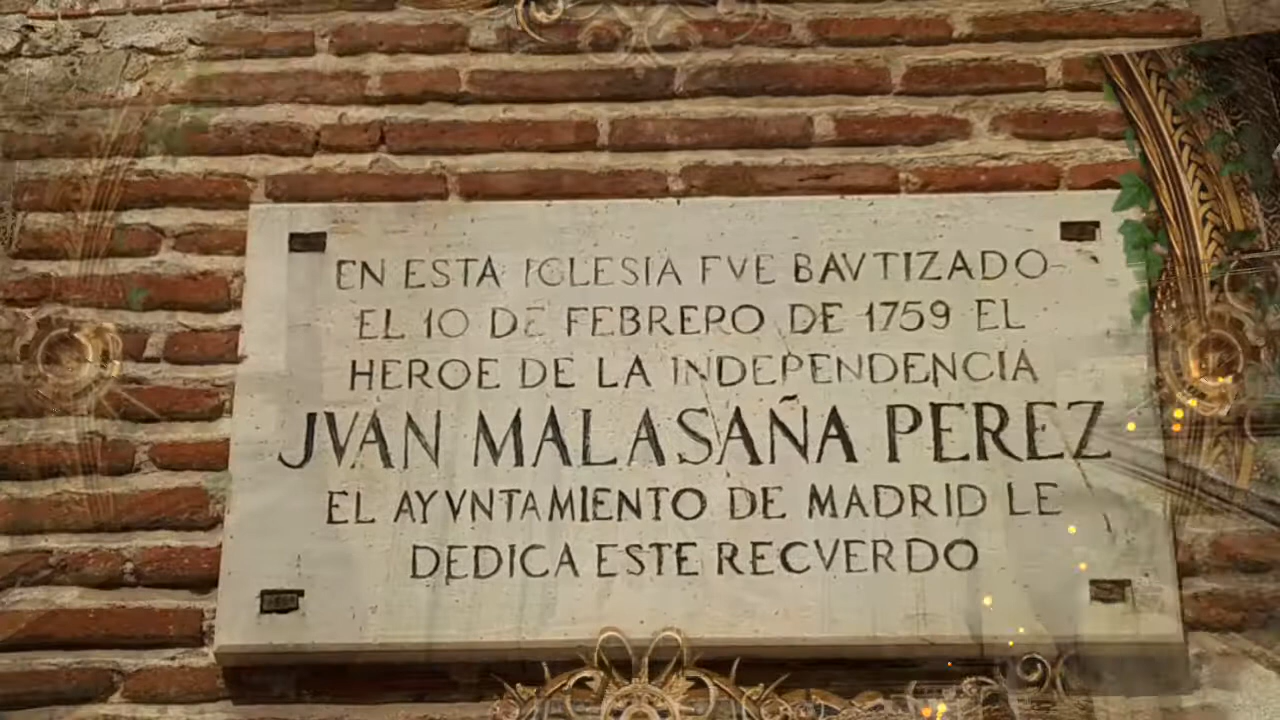 EN ESTA IGLESIA FVE BAVTIZADO
EL 10 DE FEBRERO DE 1759 EL
HEROE DE LA INDEPENDENCIA
JVAN MALASAÑA PEREZ
EL AYVNTAMIENTO DE MADRID LE
DEDICA ESTE RECVERDO